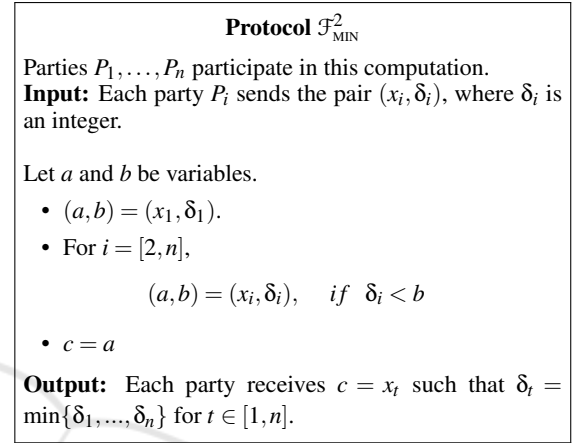 Protocol ℱ²_MIN
Parties P₁,…,Pₙ participate in this computation.
Input: Each party Pᵢ sends the pair (xᵢ,δᵢ), where δᵢ is
an integer.
Let a and b be variables.
• (a,b) = (x₁,δ₁).
• For i = [2,n],
(a,b) = (xᵢ,δᵢ), if δᵢ < b
• c = a
Output: Each party receives c = xₜ such that δₜ =
min{δ₁,...,δₙ} for t ∈ [1,n].